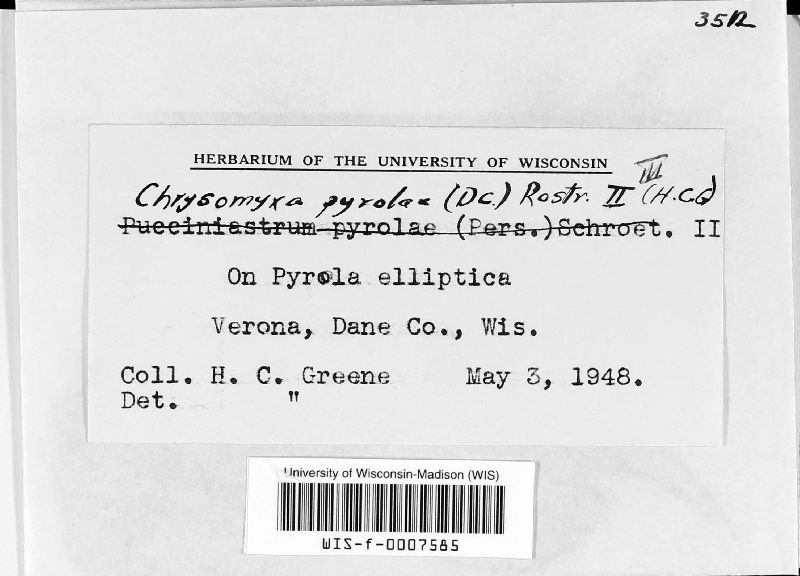 35R
HERBARIUM OF THE UNIVERSITY OF WISCONSIN
III
Chrysomyxa pyrolae (DC.) Rostr. II (H.C.G)
Pucciniastrum pyrolae (Pers.)Schroet. II
On Pyrola elliptica
Verona, Dane Co., Wis.
Coll. H. C. Greene May 3, 1948.
Det. "
University of Wisconsin-Madison (WIS)
WIS-f-0007585